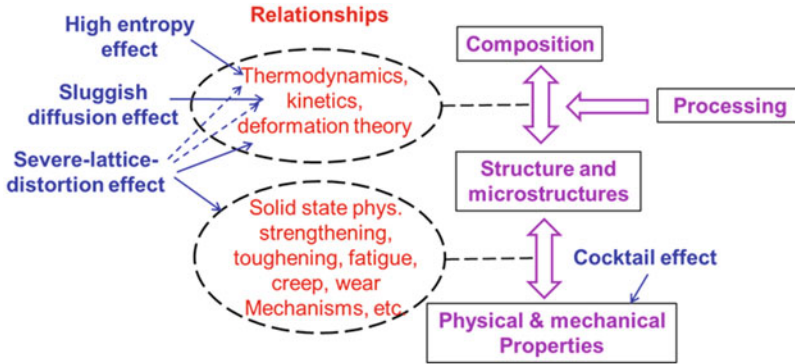 Relationships
High entropy
effect
Sluggish
diffusion effect
Severe-lattice-
distortion effect
Thermodynamics,
kinetics,
deformation theory
Solid state phys.
strengthening,
toughening, fatigue,
creep, wear
Mechanisms, etc
Composition
Processing
Structure and
microstructures
Cocktail effect
Physical & mechanical
Properties